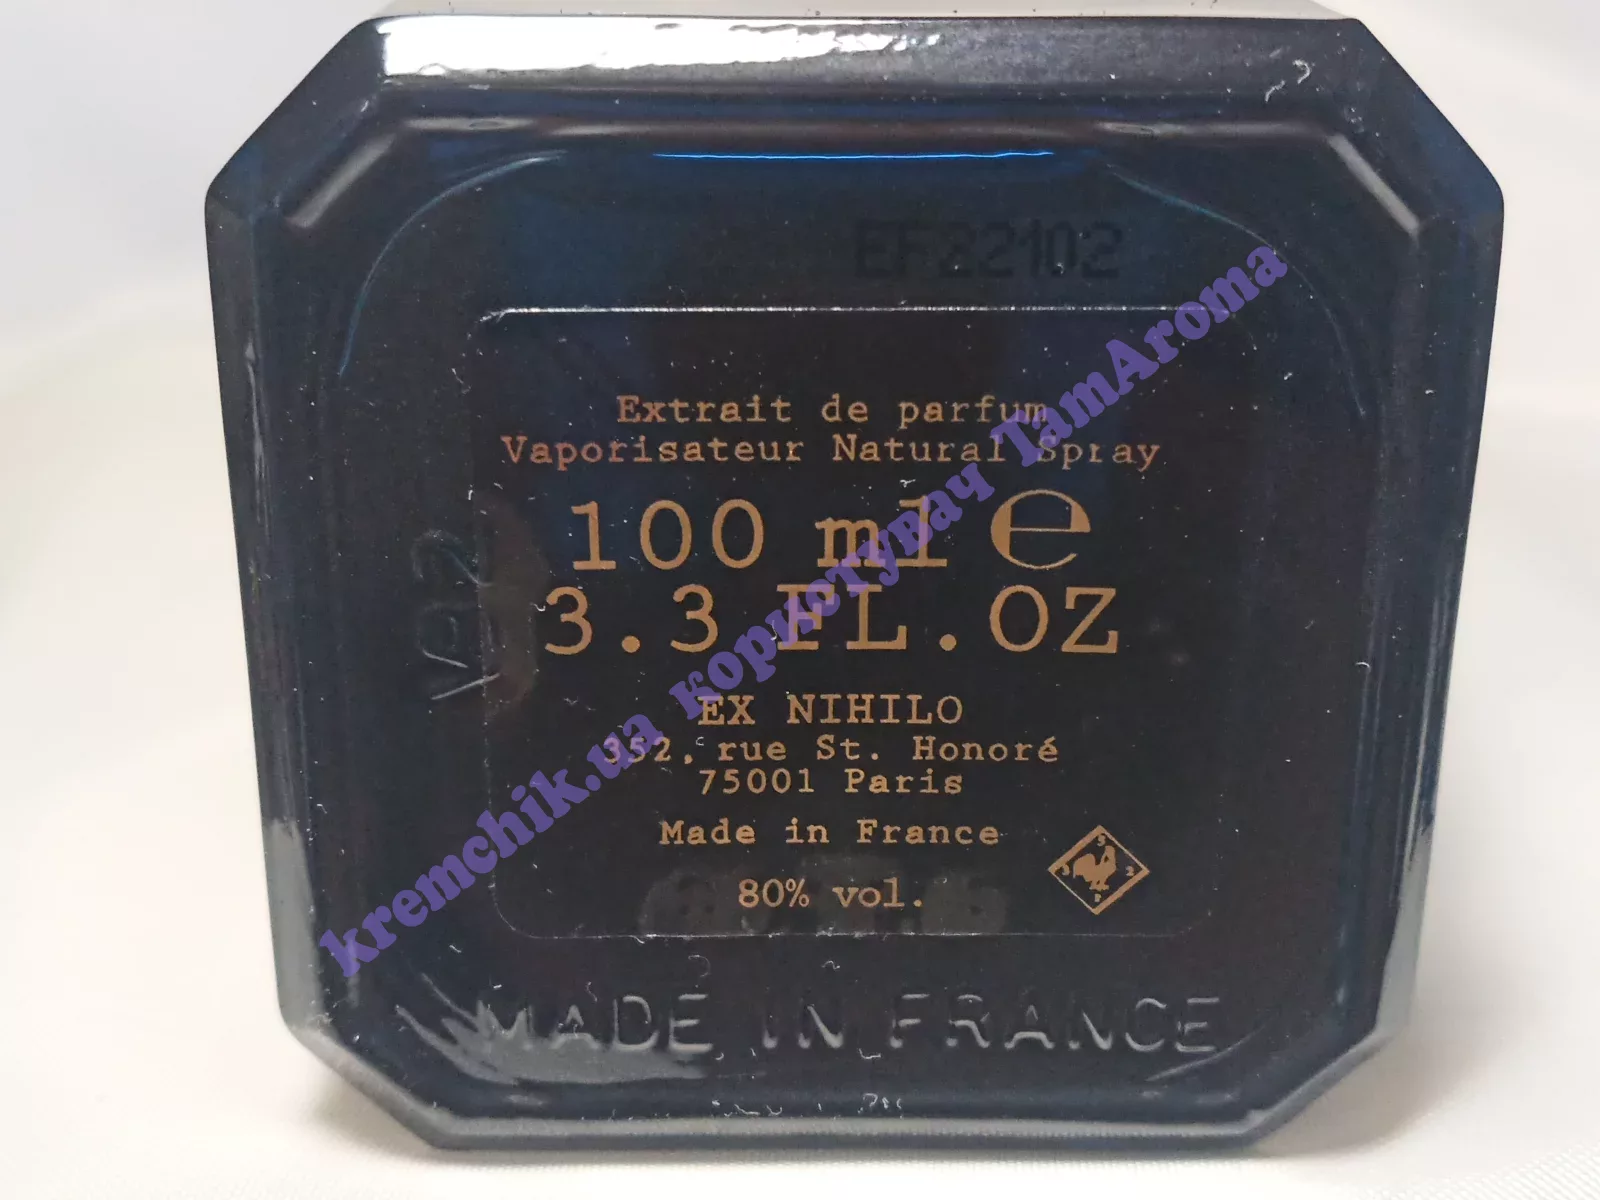 EF22102
Extrait de parfum
Vaporisateur Natural Spray
100 ml e
3.3 FL.OZ
V22
EX NIHILO
352, rue St. Honoré
75001 Paris
Made in France
80% vol.
MADE IN FRANCE
kremchik.ua користувач TamAroma